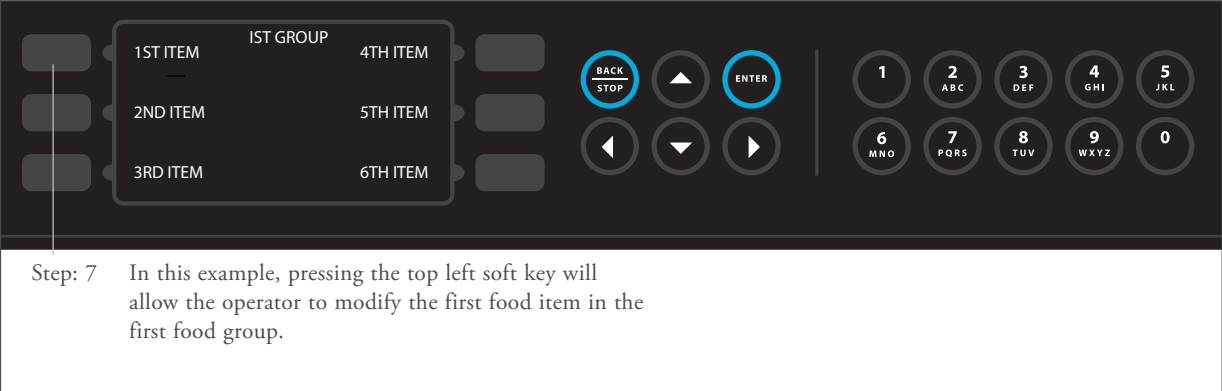 IST GROUP
1ST ITEM 4TH ITEM
2ND ITEM 5TH ITEM
3RD ITEM 6TH ITEM
BACK
STOP
ENTER
1
2
ABC
3
DEF
4
GHI
5
JKL
6
MNO
7
PQRS
8
TUV
9
WXYZ
0
Step: 7 In this example, pressing the top left soft key will
allow the operator to modify the first food item in the
first food group.